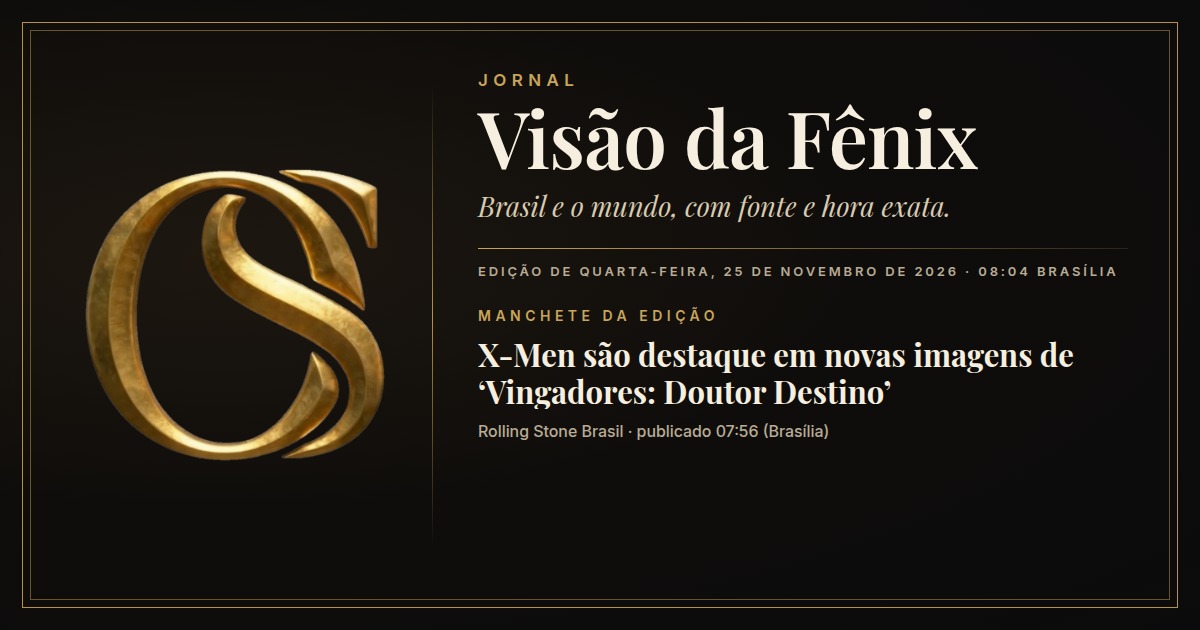 JORNAL
Visão da Fênix
Brasil e o mundo, com fonte e hora exata.
EDIÇÃO DE QUARTA-FEIRA, 25 DE NOVEMBRO DE 2026 · 08:04 BRASÍLIA
MANCHETE DA EDIÇÃO
X-Men são destaque em novas imagens de
‘Vingadores: Doutor Destino’
Rolling Stone Brasil · publicado 07:56 (Brasília)